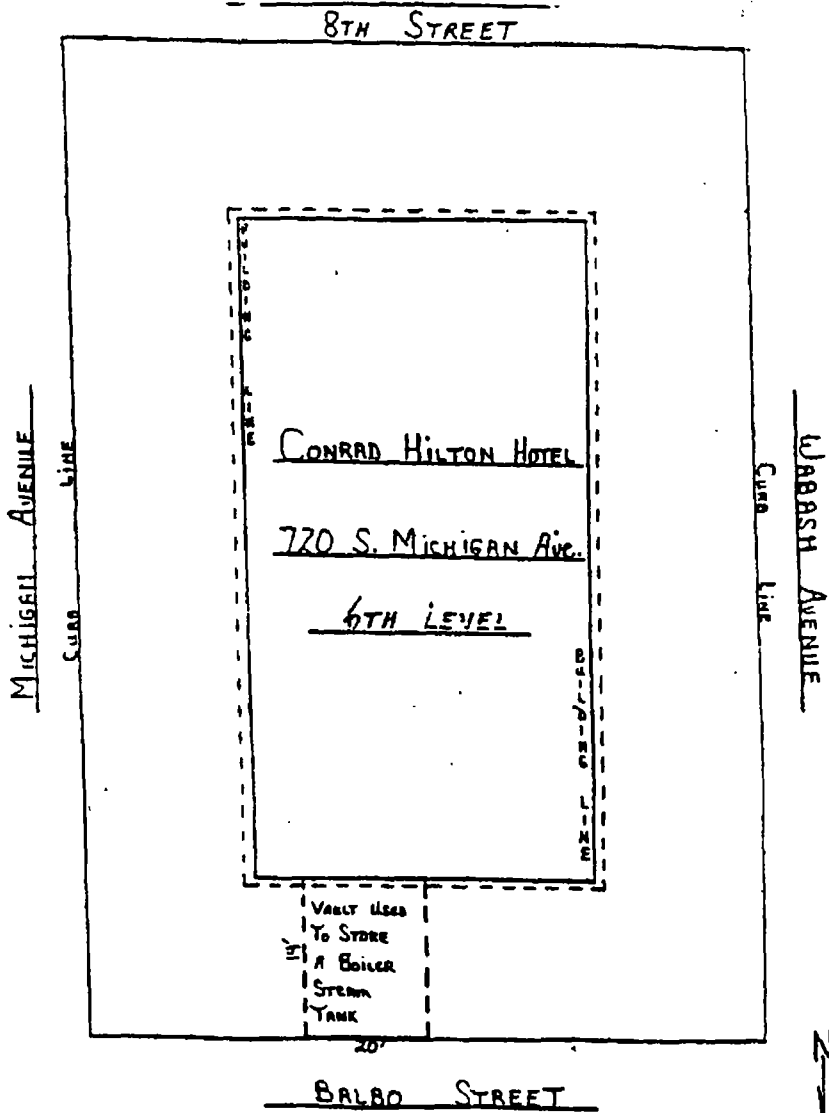 8TH STREET
BUILDING LINE
MICHIGAN AVENUE
CURB LINE
CONRAD HILTON HOTEL
720 S. MICHIGAN AVE.
LEVEL
CURB LINE
WABASH AVENUE
BUILDING LINE
VAULT USED
TO STORE
A BOILER
STEAM
TANK
20'
BALBO STREET
N